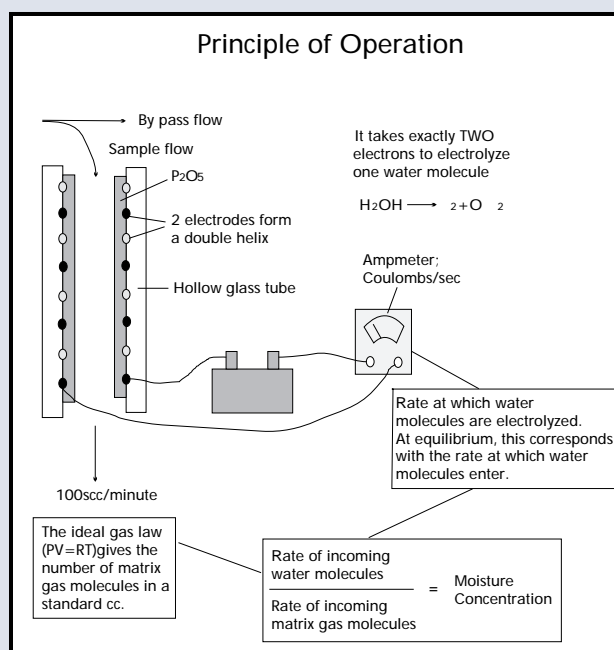 Principle of Operation
By pass flow
Sample flow
P2O5
2 electrodes form
a double helix
Hollow glass tube
It takes exactly TWO
electrons to electrolyze
one water molecule
H2OH ⟶ 2+O 2
Ampmeter;
Coulombs/sec
Rate at which water
molecules are electrolyzed.
At equilibrium, this corresponds
with the rate at which water
molecules enter.
100scc/minute
The ideal gas law
(PV=RT)gives the
number of matrix
gas molecules in a
standard cc.
Rate of incoming
water molecules
Rate of incoming
matrix gas molecules
= Moisture
Concentration